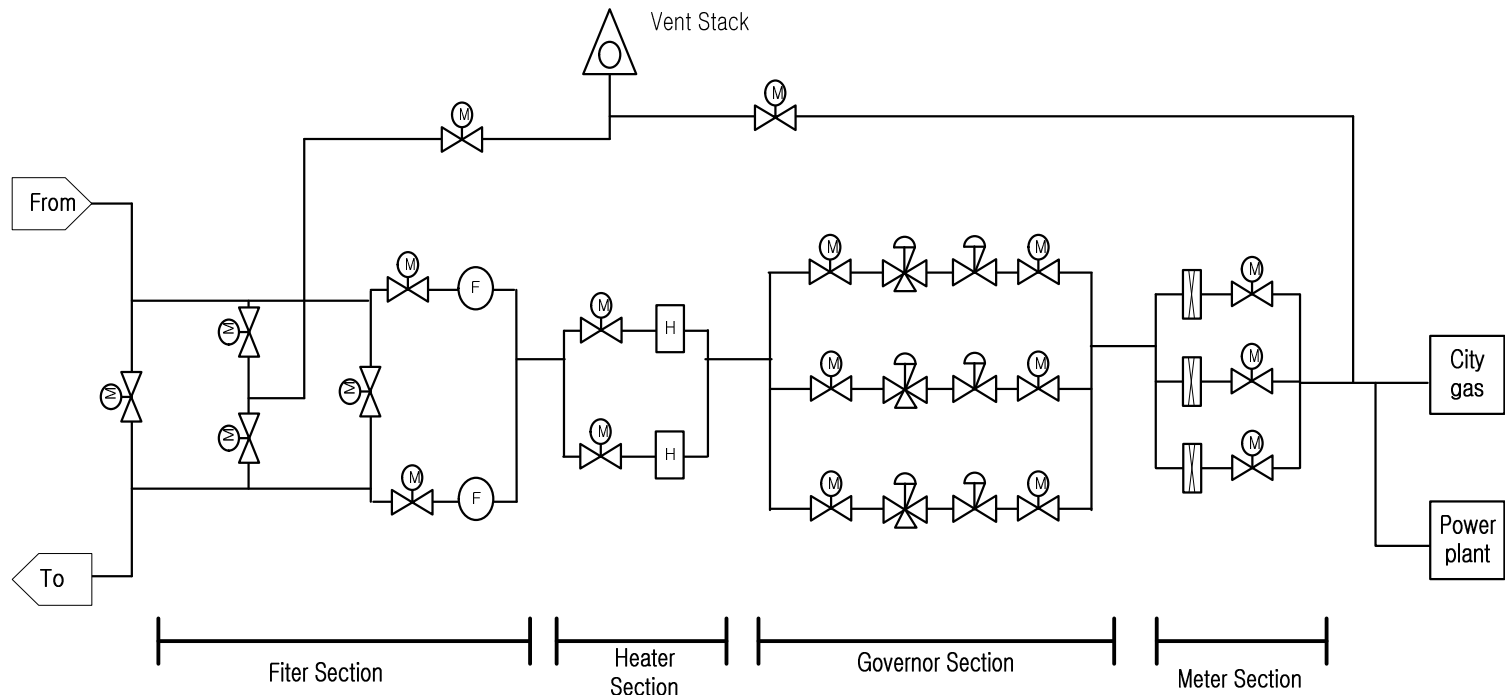 Vent Stack
M
M
From
M
M
M
M
M
M
F
M
M
M
M
H
City
gas
M
M
M
M
M
H
M
M
M
M
F
Power
plant
To
Fiter Section
Heater
Section
Governor Section
Meter Section